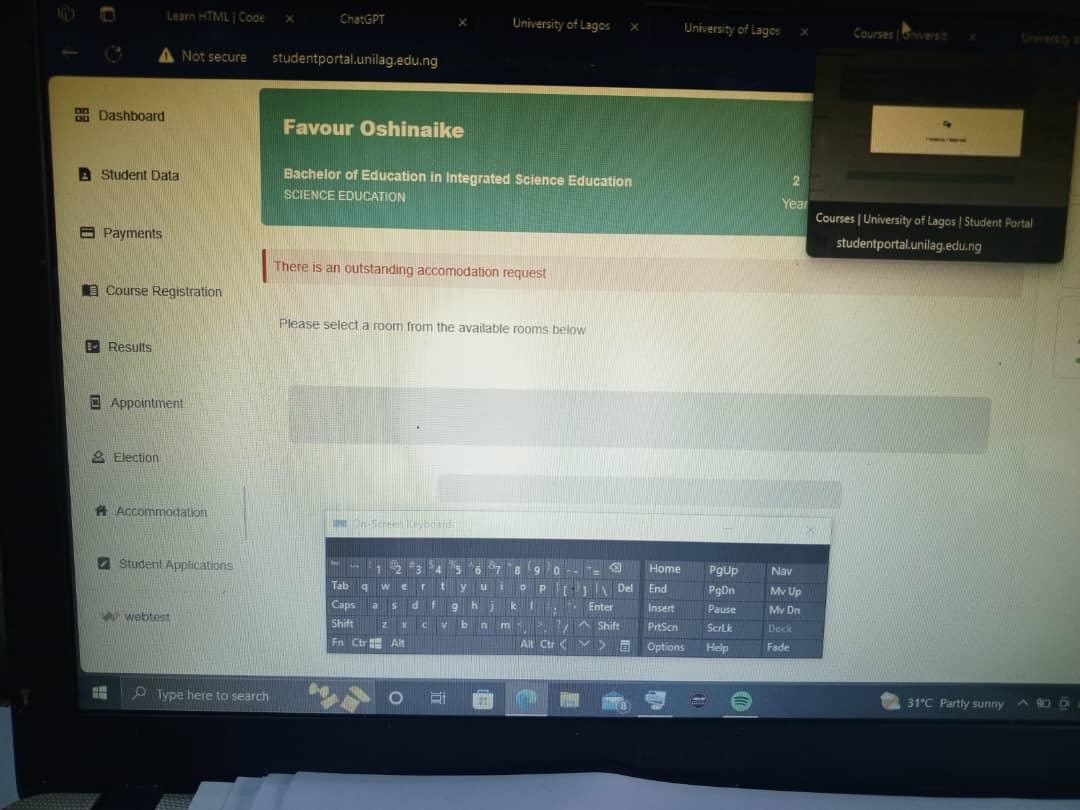 Learn HTML | Code
ChatGPT
University of Lagos
University of Lagos
Courses | Universit
University
Not secure
studentportal.unilag.edu.ng
Courses | University of Lagos | Student Portal
studentportal.unilag.edu.ng
Dashboard
Student Data
Payments
Course Registration
Results
Appointment
Election
Accommodation
Student Applications
webtest
Favour Oshinaike
Bachelor of Education in Integrated Science Education
SCIENCE EDUCATION
2
Year
There is an outstanding accomodation request
Please select a room from the available rooms below
On-Screen Keyboard
1 2 3 4 5 6 7 8 9 0 - = Home PgUp Nav
Tab q w e r t y u i o p [ ] \ Del End PgDn Mv Up
Caps a s d f g h j k l ; ' Enter Insert Pause Mv Dn
Shift z x c v b n m , . / Shift PrtScn ScrLk Dock
Fn Ctr Alt Alt Ctr Options Help Fade
Type here to search
8
31°C Partly sunny